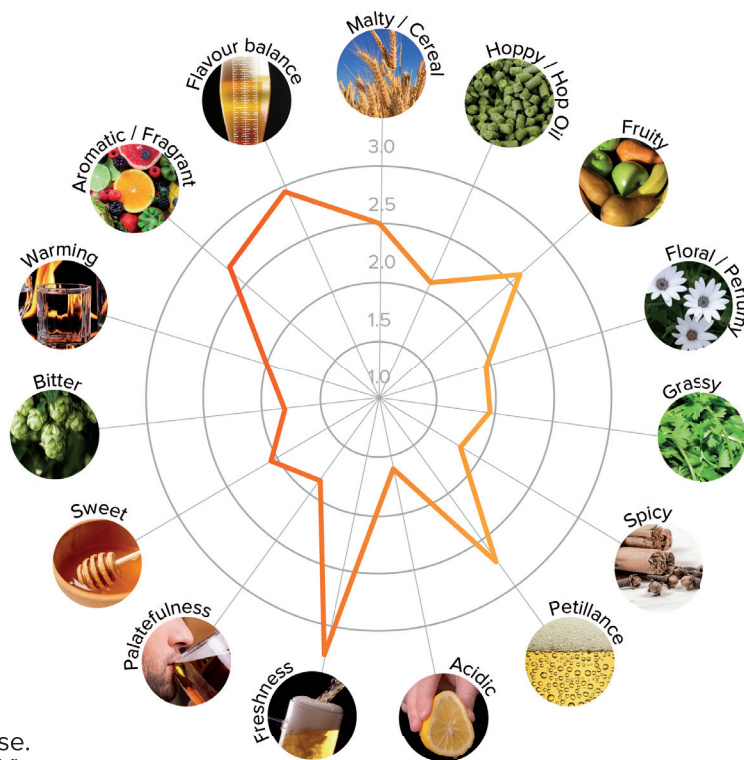 Malty / Cereal
Hoppy / Hop Oil
Fruity
Floral / Perfumy
Grassy
Spicy
Petillance
Acidic
Freshness
Palatefulness
Sweet
Bitter
Warming
Aromatic / Fragrant
Flavour balance
3.0
2.5
2.0
1.5
1.0
se.